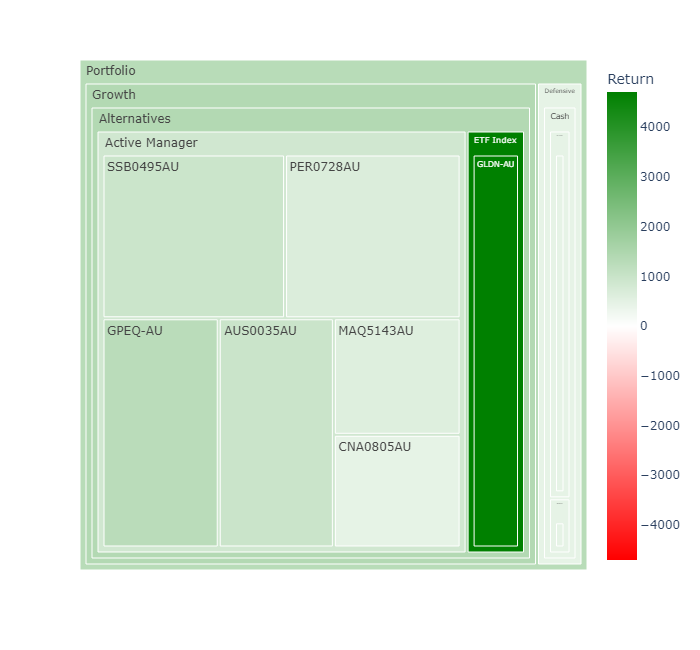 Portfolio
Growth
Alternatives
Active Manager
SSB0495AU
PER0728AU
GPEQ-AU
AUS0035AU
MAQ5143AU
CNA0805AU
ETF Index
GLDN-AU
Defensive
Cash
Return
4000
3000
2000
1000
0
−1000
−2000
−3000
−4000